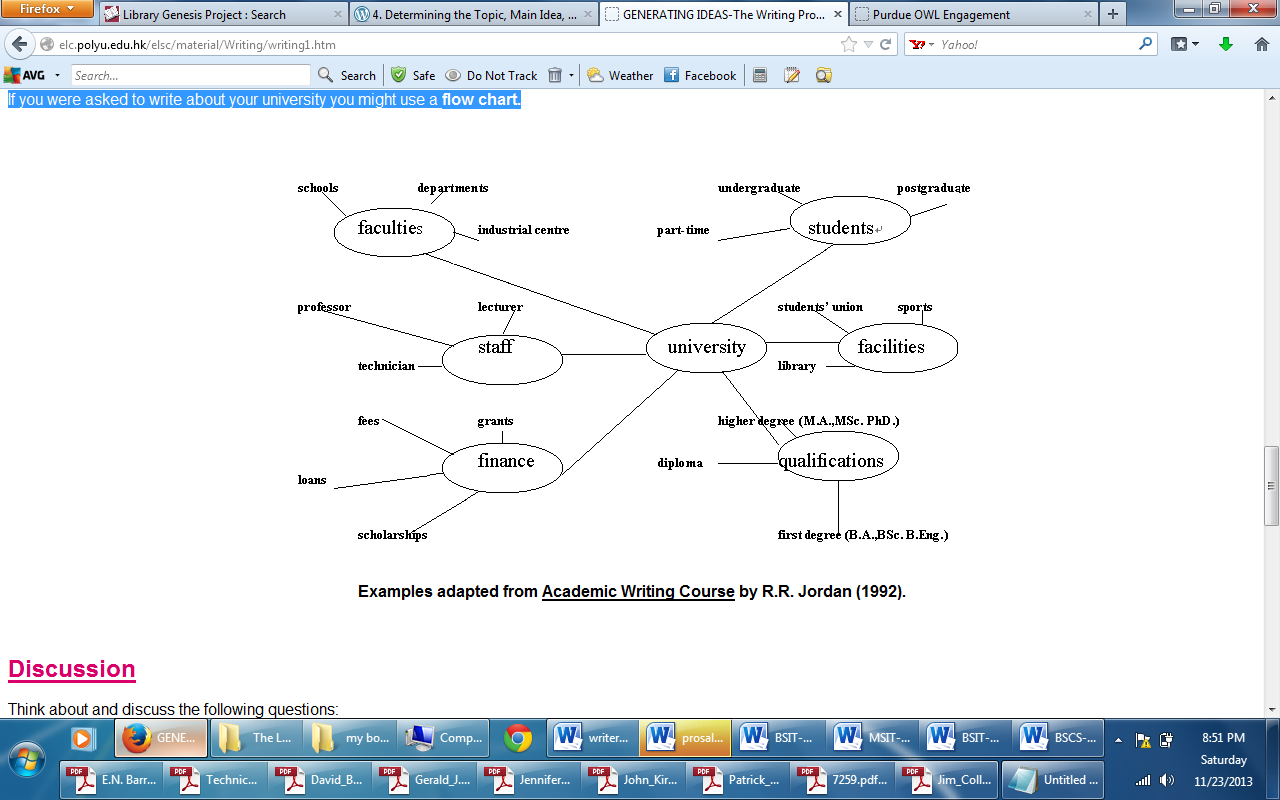 Firefox
Library Genesis Project : Search
4. Determining the Topic, Main Idea, ...
GENERATING IDEAS-The Writing Pro...
Purdue OWL Engagement
elc.polyu.edu.hk/elsc/material/Writing/writing1.htm
Yahoo!
AVG
Search...
Search
Safe
Do Not Track
Weather
Facebook
If you were asked to write about your university you might use a flow chart.
schools
departments
undergraduate
postgraduate
faculties
industrial centre
part-time
students
professor
lecturer
students' union
sports
staff
university
facilities
technician
library
fees
grants
higher degree (M.A.,MSc. PhD.)
finance
diploma
qualifications
loans
scholarships
first degree (B.A.,BSc. B.Eng.)
Examples adapted from Academic Writing Course by R.R. Jordan (1992).
Discussion
Think about and discuss the following questions:
GENE...
The L...
my bo...
Comp...
writer...
prosal...
BSIT-...
MSIT-...
BSIT-...
BSCS-...
8:51 PM
Saturday
11/23/2013
E.N. Barr...
Technic...
David_B...
Gerald_J....
Jennifer...
John_Kir...
Patrick_...
7259.pdf...
Jim_Coll...
Untitled ...